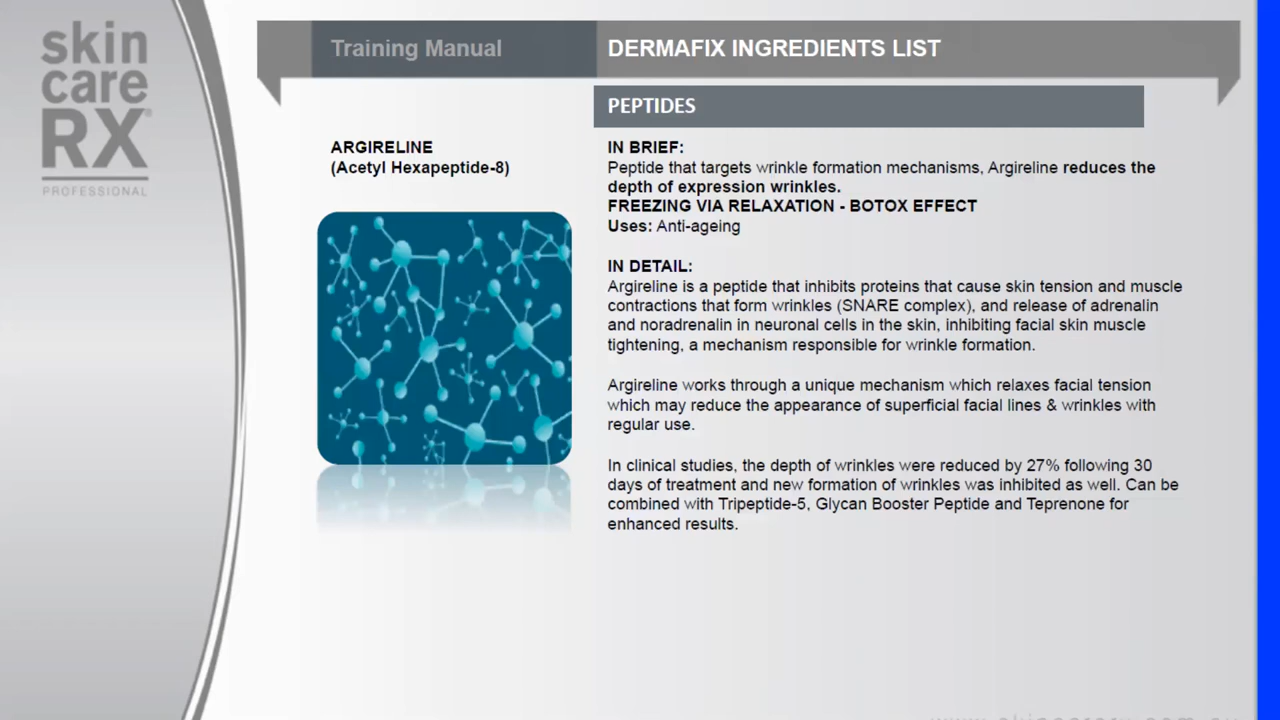 skin
care
RX®
PROFESSIONAL
Training Manual
DERMAFIX INGREDIENTS LIST
PEPTIDES
ARGIRELINE
(Acetyl Hexapeptide-8)
IN BRIEF:
Peptide that targets wrinkle formation mechanisms, Argireline reduces the
depth of expression wrinkles.
FREEZING VIA RELAXATION - BOTOX EFFECT
Uses: Anti-ageing
IN DETAIL:
Argireline is a peptide that inhibits proteins that cause skin tension and muscle
contractions that form wrinkles (SNARE complex), and release of adrenalin
and noradrenalin in neuronal cells in the skin, inhibiting facial skin muscle
tightening, a mechanism responsible for wrinkle formation.
Argireline works through a unique mechanism which relaxes facial tension
which may reduce the appearance of superficial facial lines & wrinkles with
regular use.
In clinical studies, the depth of wrinkles were reduced by 27% following 30
days of treatment and new formation of wrinkles was inhibited as well. Can be
combined with Tripeptide-5, Glycan Booster Peptide and Teprenone for
enhanced results.